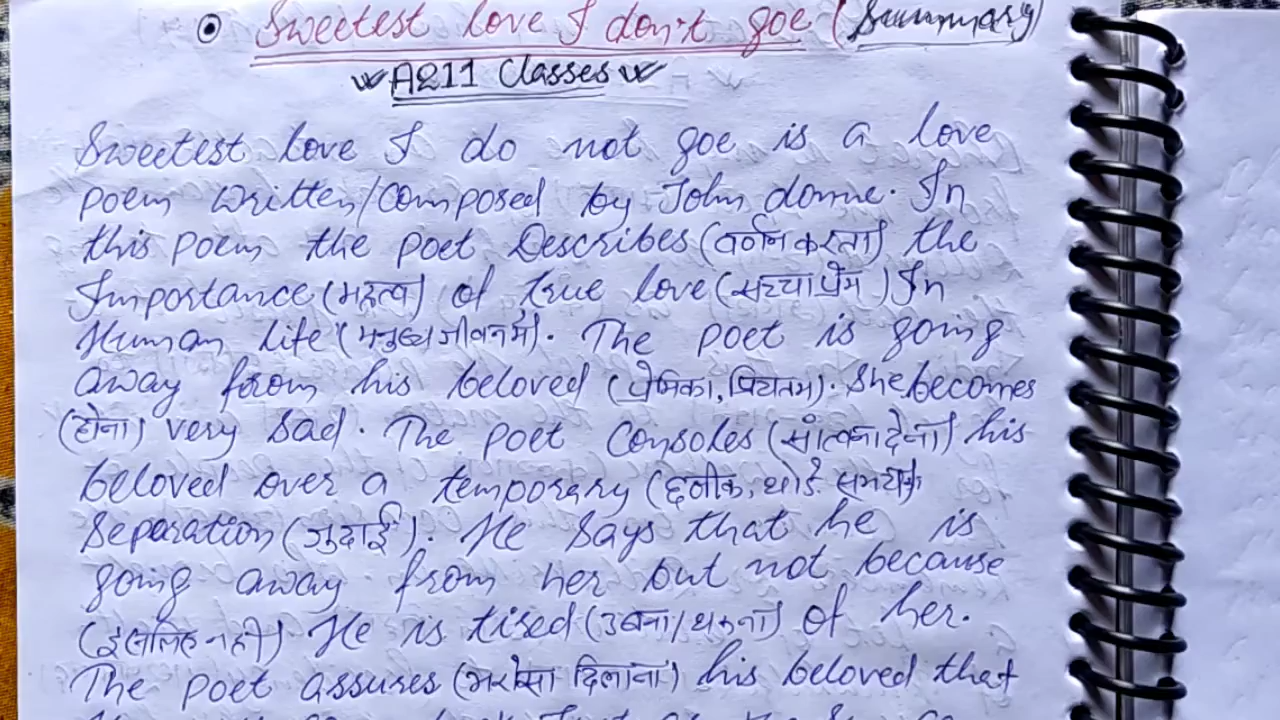 Sweetest love I don't goe (Summary)
A211 Classes
Sweetest love I do not goe is a love
poem written/composed by John donne. In
this poem the poet Describes (वर्णन करता) the
Importance (महत्व) of true love (सच्चा प्रेम) In
Human life (मनुष्य जीवन में). The poet is going
away from his beloved (प्रेमिका, प्रियतम). She becomes
(होना) very sad. The poet Consoles (सांत्वना देना) his
beloved over a temporary (छनीक, थोडे समय के
Separation (जुदाई). He says that he is
going away from her but not because
(इसलिए नही) He is tired (उबना/थकना) of her.
The poet assures (भरोसा दिलाना) his beloved that